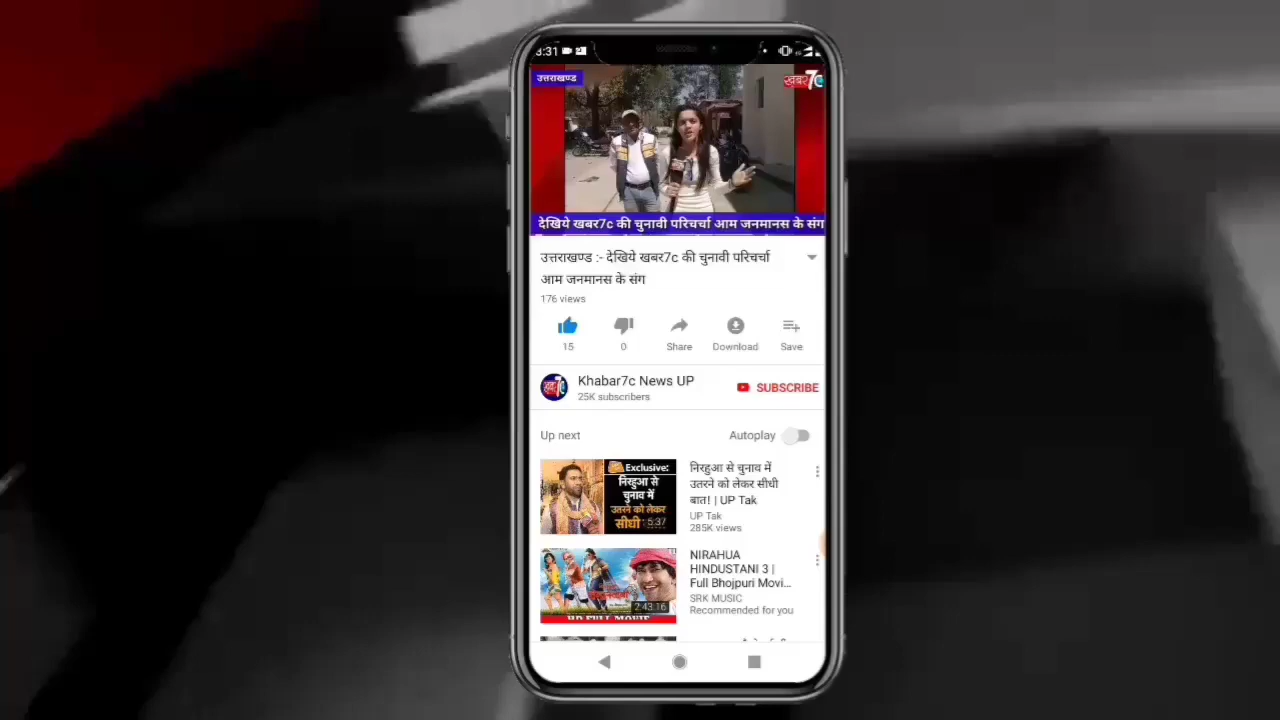 3:31
उत्तराखण्ड
खबर7c
देखिये खबर7c की चुनावी परिचर्चा आम जनमानस के संग
उत्तराखण्ड :- देखिये खबर7c की चुनावी परिचर्चा
आम जनमानस के संग
176 views
15
0
Share
Download
Save
Khabar7c News UP
25K subscribers
SUBSCRIBE
Up next
Autoplay
Exclusive:
निरहुआ से
चुनाव में
उतरने को लेकर
सीधी
5:37
निरहुआ से चुनाव में
उतरने को लेकर सीधी
बात! | UP Tak
UP Tak
285K views
2:43:16
NIRAHUA
HINDUSTANI 3 |
Full Bhojpuri Movi...
SRK MUSIC
Recommended for you